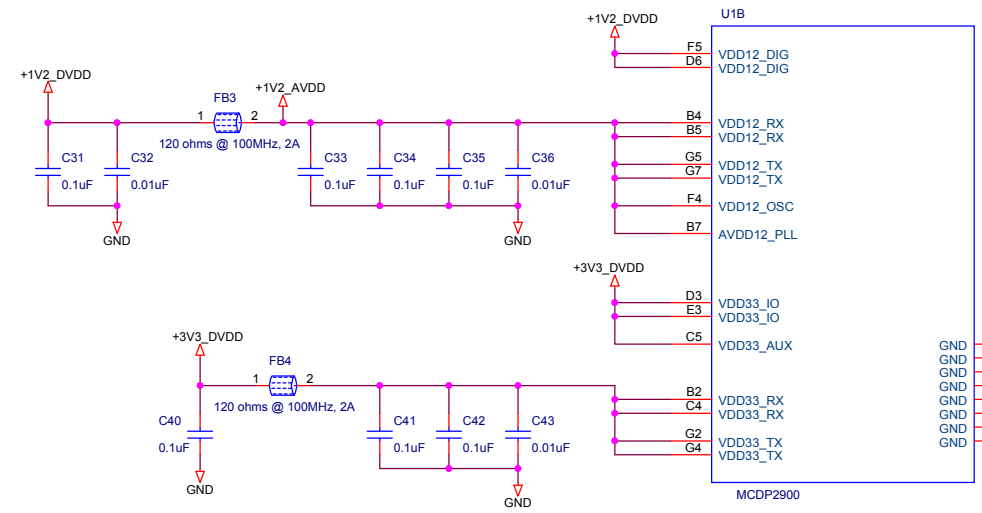 U1B
+1V2_DVDD
F5 VDD12_DIG
D6 VDD12_DIG
+1V2_DVDD
FB3
+1V2_AVDD
1 2
120 ohms @ 100MHz, 2A
B4 VDD12_RX
B5 VDD12_RX
G5 VDD12_TX
G7 VDD12_TX
F4 VDD12_OSC
B7 AVDD12_PLL
C31 C32 C33 C34 C35 C36
0.1uF 0.01uF 0.1uF 0.1uF 0.1uF 0.01uF
GND GND
+3V3_DVDD
D3 VDD33_IO
E3 VDD33_IO
C5 VDD33_AUX
+3V3_DVDD
FB4
1 2
120 ohms @ 100MHz, 2A
B2 VDD33_RX
C4 VDD33_RX
G2 VDD33_TX
G4 VDD33_TX
C40 C41 C42 C43
0.1uF 0.1uF 0.1uF 0.01uF
GND GND
GND
GND
GND
GND
GND
GND
GND
GND
MCDP2900